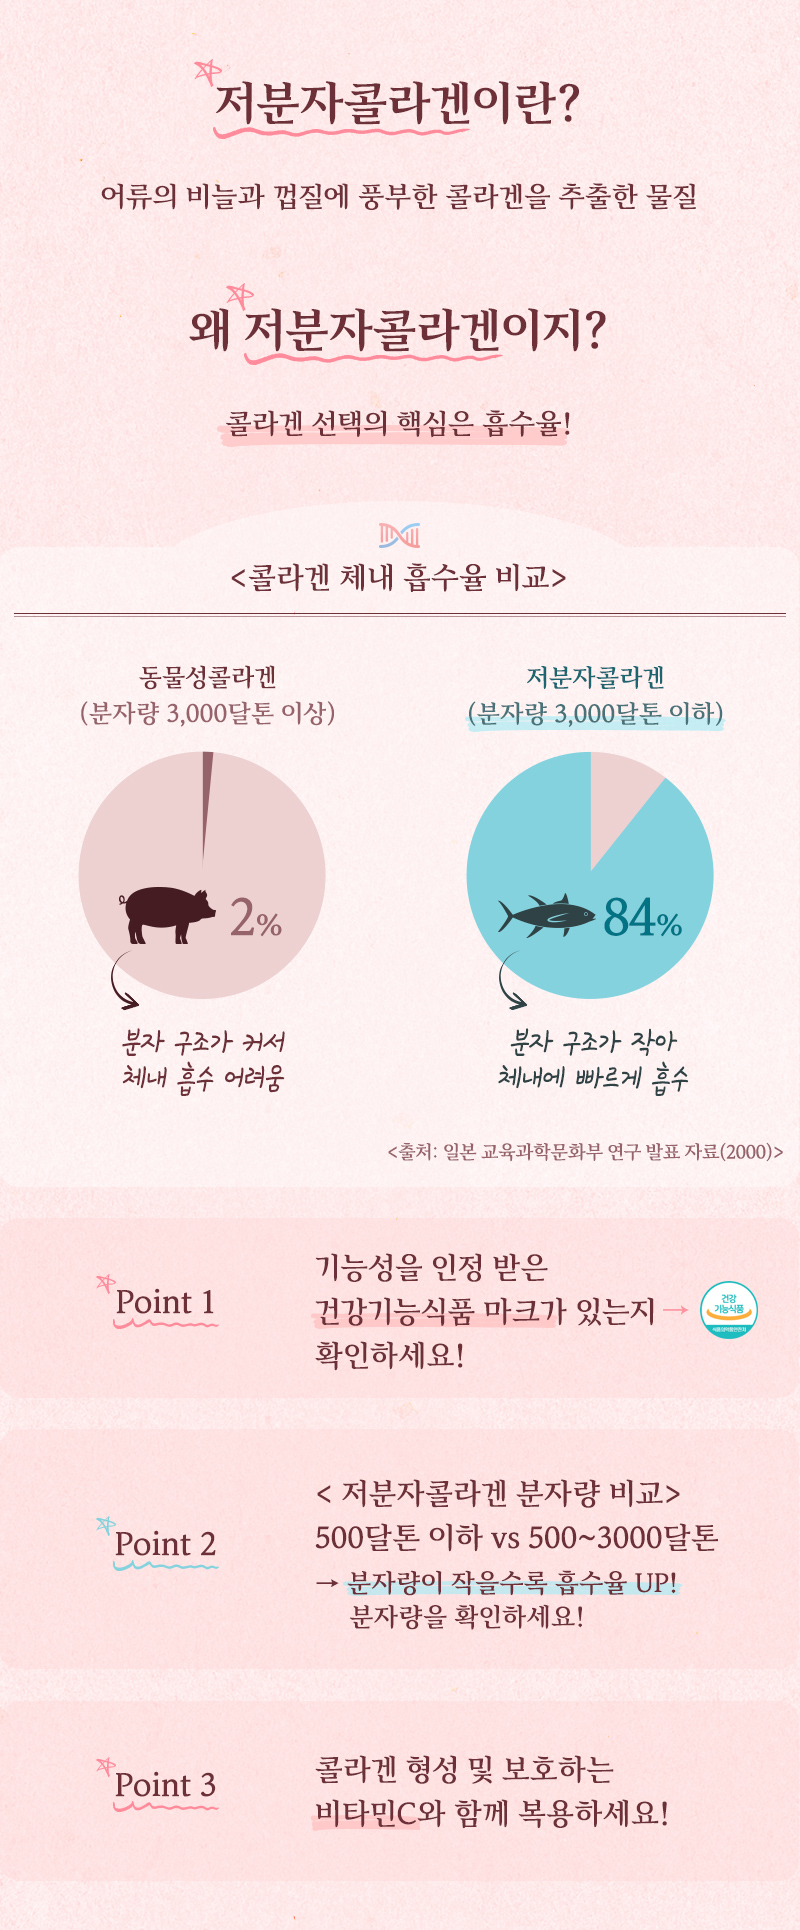 저분자콜라겐이란?
어류의 비늘과 껍질에 풍부한 콜라겐을 추출한 물질
왜 저분자콜라겐이지?
콜라겐 선택의 핵심은 흡수율!
<콜라겐 체내 흡수율 비교>
동물성콜라겐
(분자량 3,000달톤 이상)
2%
분자 구조가 커서
체내 흡수 어려움
저분자콜라겐
(분자량 3,000달톤 이하)
84%
분자 구조가 작아
체내에 빠르게 흡수
<출처: 일본 교육과학문화부 연구 발표 자료(2000)>
Point 1
기능성을 인정 받은
건강기능식품 마크가 있는지 →
확인하세요!
건강
기능식품
식품의약품안전처
Point 2
< 저분자콜라겐 분자량 비교>
500달톤 이하 vs 500~3000달톤
→ 분자량이 작을수록 흡수율 UP!
분자량을 확인하세요!
Point 3
콜라겐 형성 및 보호하는
비타민C와 함께 복용하세요!